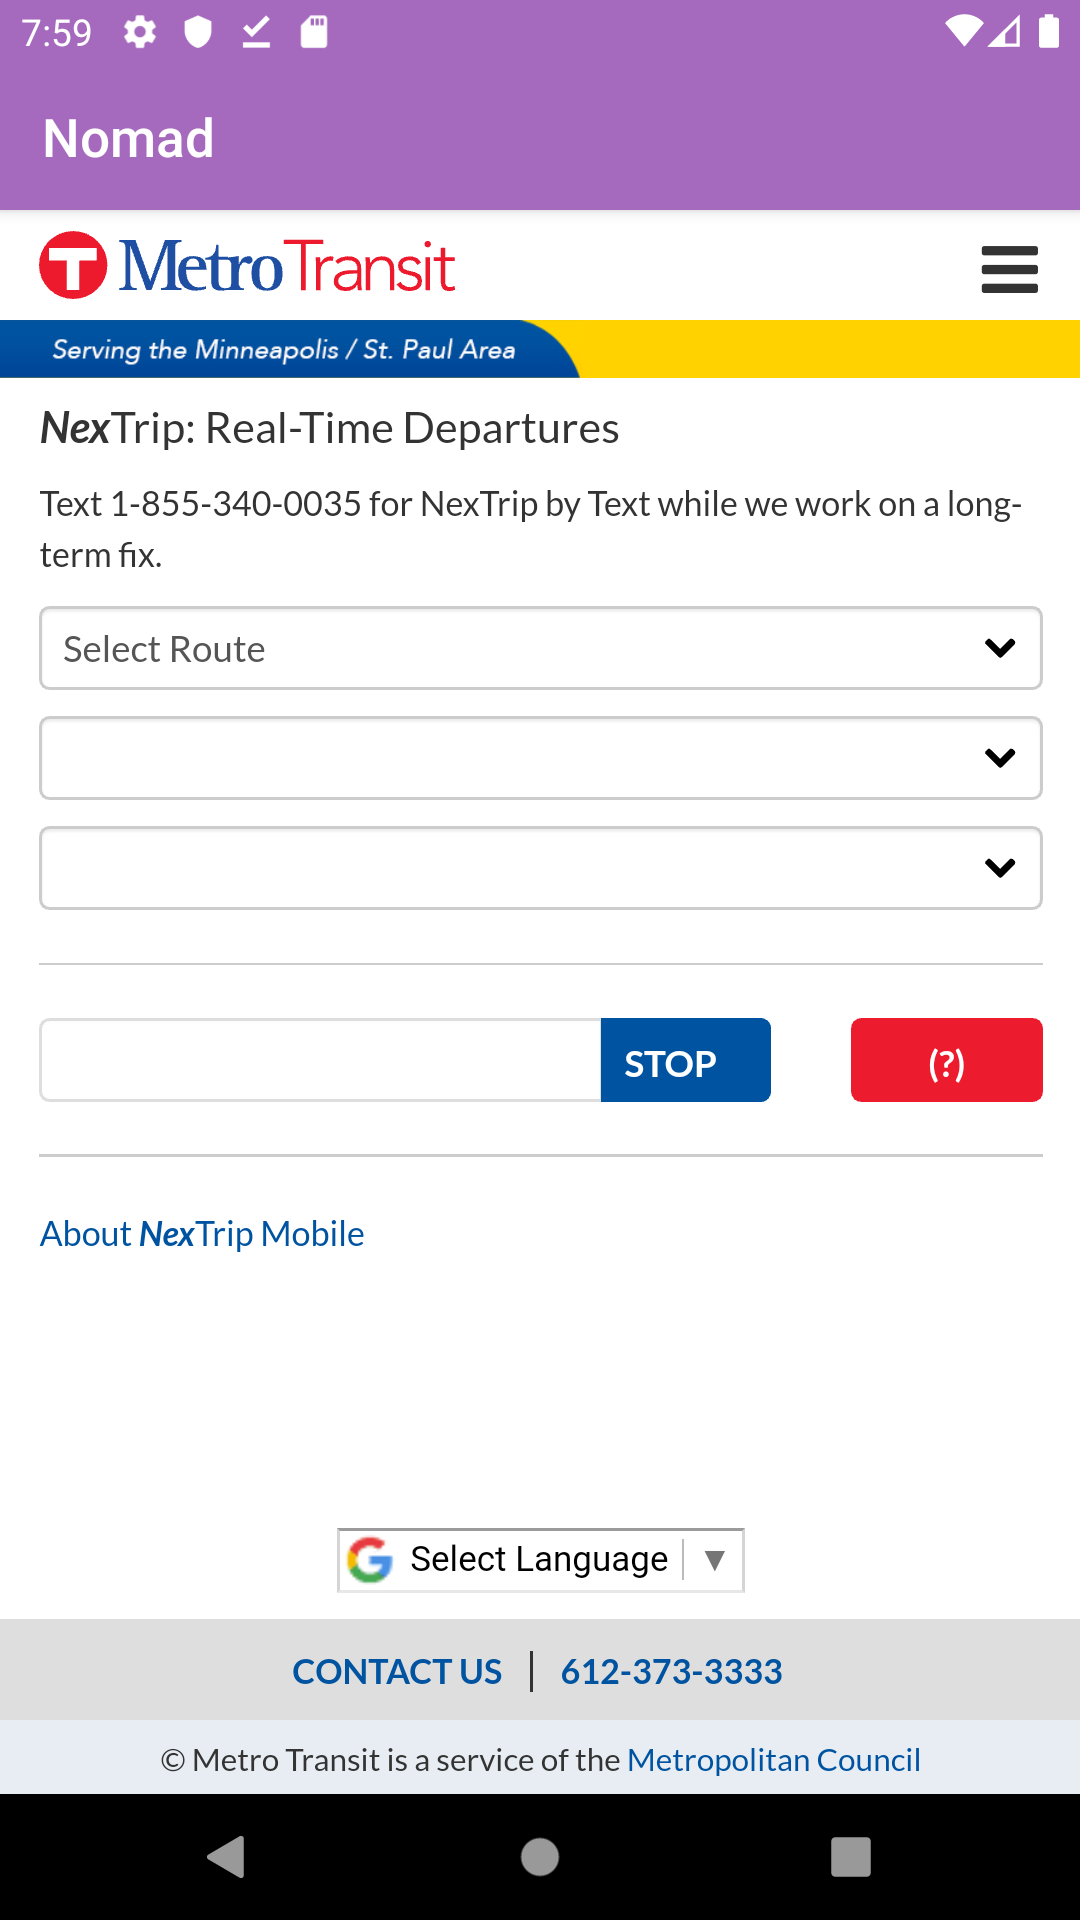 7:59
Nomad
T Metro Transit
Serving the Minneapolis / St. Paul Area
NexTrip: Real-Time Departures
Text 1-855-340-0035 for NexTrip by Text while we work on a long-
term fix.
Select Route
STOP (?)
About NexTrip Mobile
G Select Language ▼
CONTACT US | 612-373-3333
© Metro Transit is a service of the Metropolitan Council